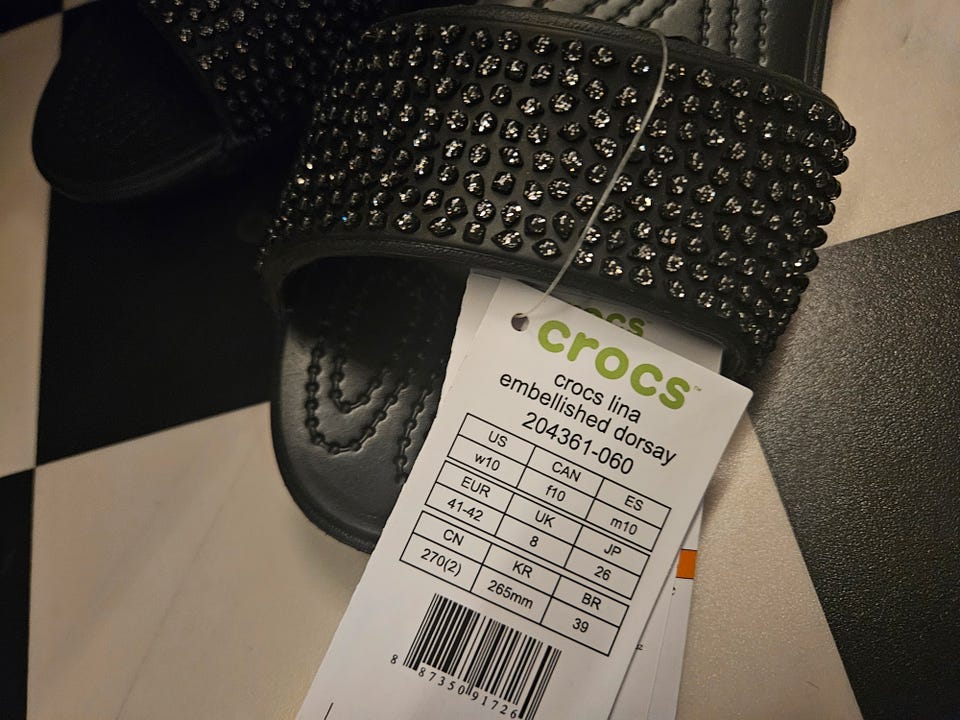 crocs
crocs™
crocs lina
embellished dorsay
204361-060
US CAN ES
w10 f10 m10
EUR UK JP
41-42 8 26
CN KR BR
270(2) 265mm 39
8 87350 91726